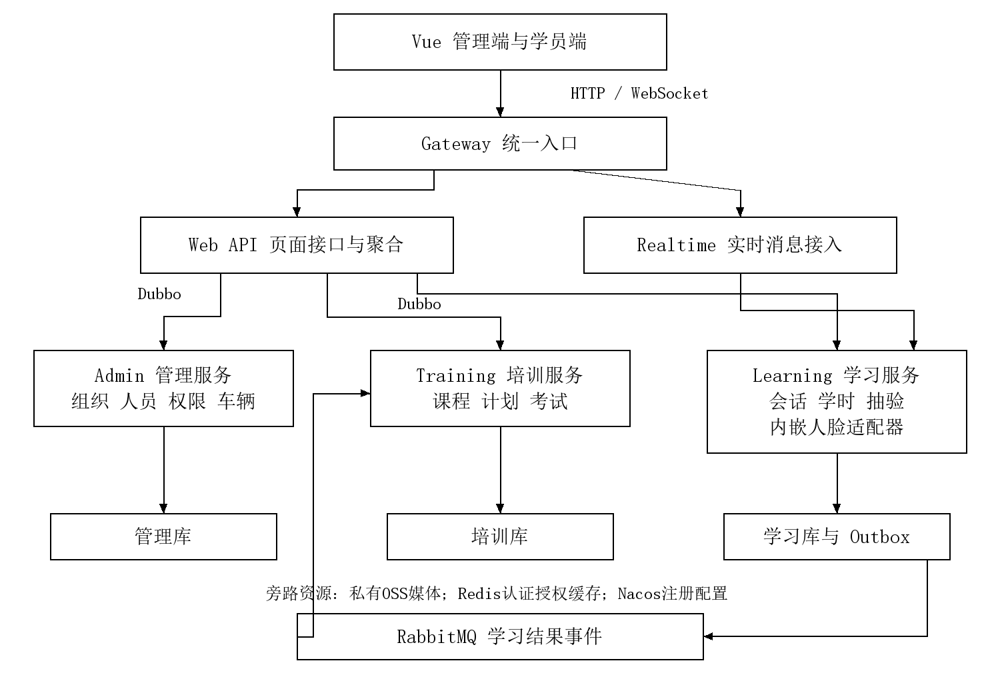 Vue 管理端与学员端
HTTP / WebSocket
Gateway 统一入口
Web API 页面接口与聚合
Realtime 实时消息接入
Dubbo
Dubbo
Admin 管理服务
组织 人员 权限 车辆
Training 培训服务
课程 计划 考试
Learning 学习服务
会话 学时 抽验
内嵌人脸适配器
管理库
培训库
学习库与 Outbox
旁路资源：私有OSS媒体；Redis认证授权缓存；Nacos注册配置
RabbitMQ 学习结果事件